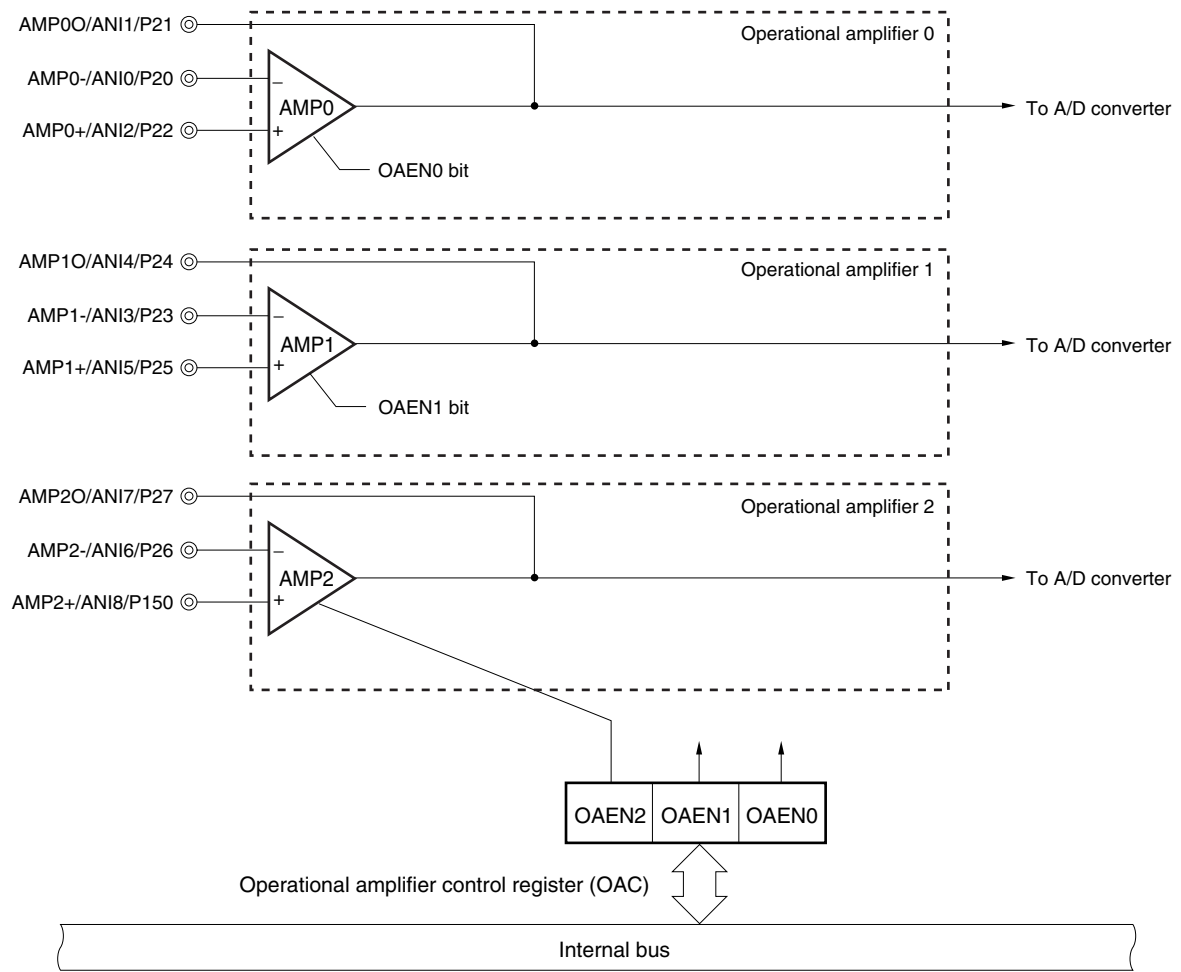 AMP0O/ANI1/P21
Operational amplifier 0
AMP0-/ANI0/P20
−
AMP0
To A/D converter
AMP0+/ANI2/P22
+
OAEN0 bit
AMP1O/ANI4/P24
Operational amplifier 1
AMP1-/ANI3/P23
−
AMP1
To A/D converter
AMP1+/ANI5/P25
+
OAEN1 bit
AMP2O/ANI7/P27
Operational amplifier 2
AMP2-/ANI6/P26
−
AMP2
To A/D converter
AMP2+/ANI8/P150
+
OAEN2 OAEN1 OAEN0
Operational amplifier control register (OAC)
Internal bus